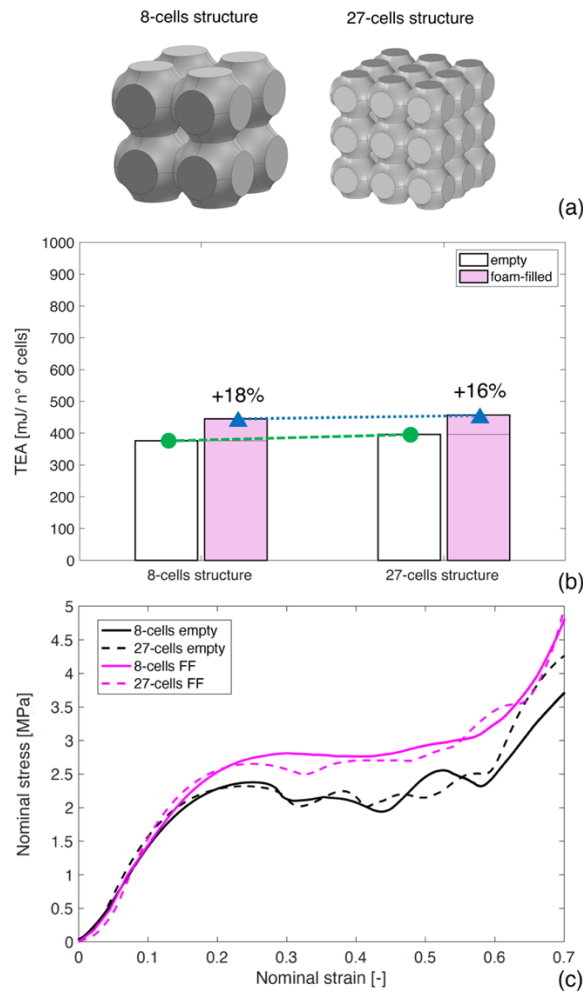 8-cells structure 27-cells structure
(a)
1000
900
800
700
600
500
400
300
200
100
0
TEA [mJ/ n° of cells]
empty
foam-filled
+18%
+16%
8-cells structure 27-cells structure
(b)
5
4.5
4
3.5
3
2.5
2
1.5
1
0.5
0
Nominal stress [MPa]
8-cells empty
27-cells empty
8-cells FF
27-cells FF
0 0.1 0.2 0.3 0.4 0.5 0.6 0.7
Nominal strain [-]
(c)